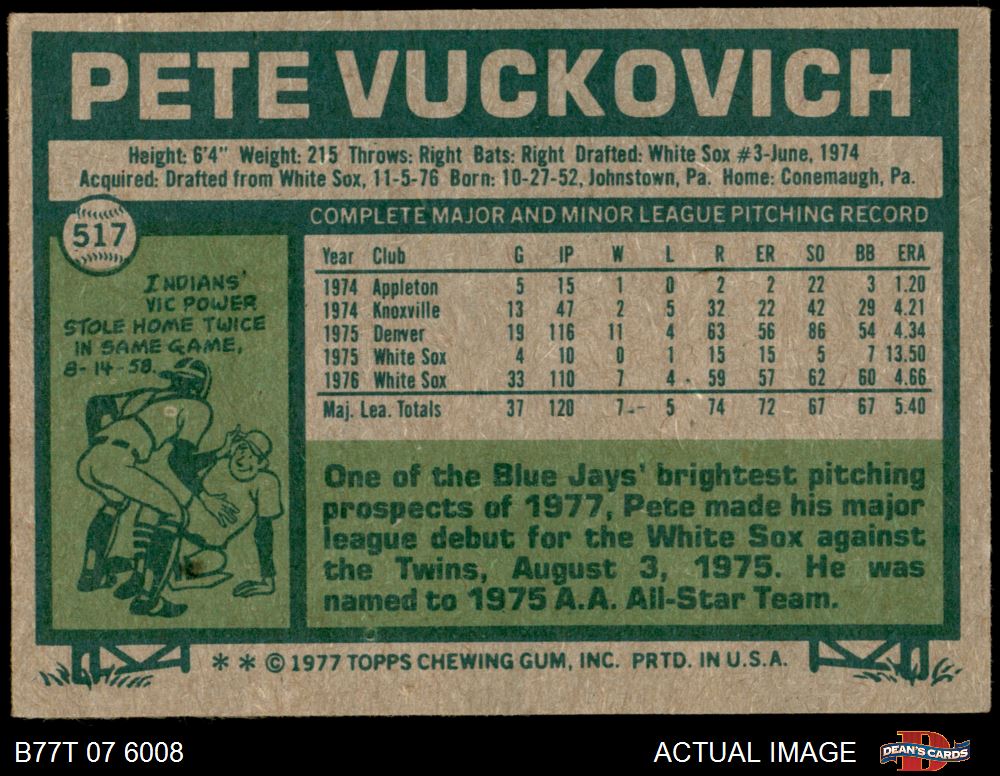 PETE VUCKOVICH
Height: 6'4" Weight: 215 Throws: Right Bats: Right Drafted: White Sox #3-June, 1974
Acquired: Drafted from White Sox, 11-5-76 Born: 10-27-52, Johnstown, Pa. Home: Conemaugh, Pa.
517
INDIANS'
VIC POWER
STOLE HOME TWICE
IN SAME GAME,
8-14-58.
COMPLETE MAJOR AND MINOR LEAGUE PITCHING RECORD
Year Club G IP W L R ER SO BB ERA
1974 Appleton 5 15 1 0 2 2 22 3 1.20
1974 Knoxville 13 47 2 5 32 22 42 29 4.21
1975 Denver 19 116 11 4 63 56 86 54 4.34
1975 White Sox 4 10 0 1 15 15 5 7 13.50
1976 White Sox 33 110 7 4 59 57 62 60 4.66
Maj. Lea. Totals 37 120 7 5 74 72 67 67 5.40
One of the Blue Jays' brightest pitching
prospects of 1977, Pete made his major
league debut for the White Sox against
the Twins, August 3, 1975. He was
named to 1975 A.A. All-Star Team.
* * © 1977 TOPPS CHEWING GUM, INC. PRTD. IN U.S.A.
B77T 07 6008
ACTUAL IMAGE
DEAN'S CARDS